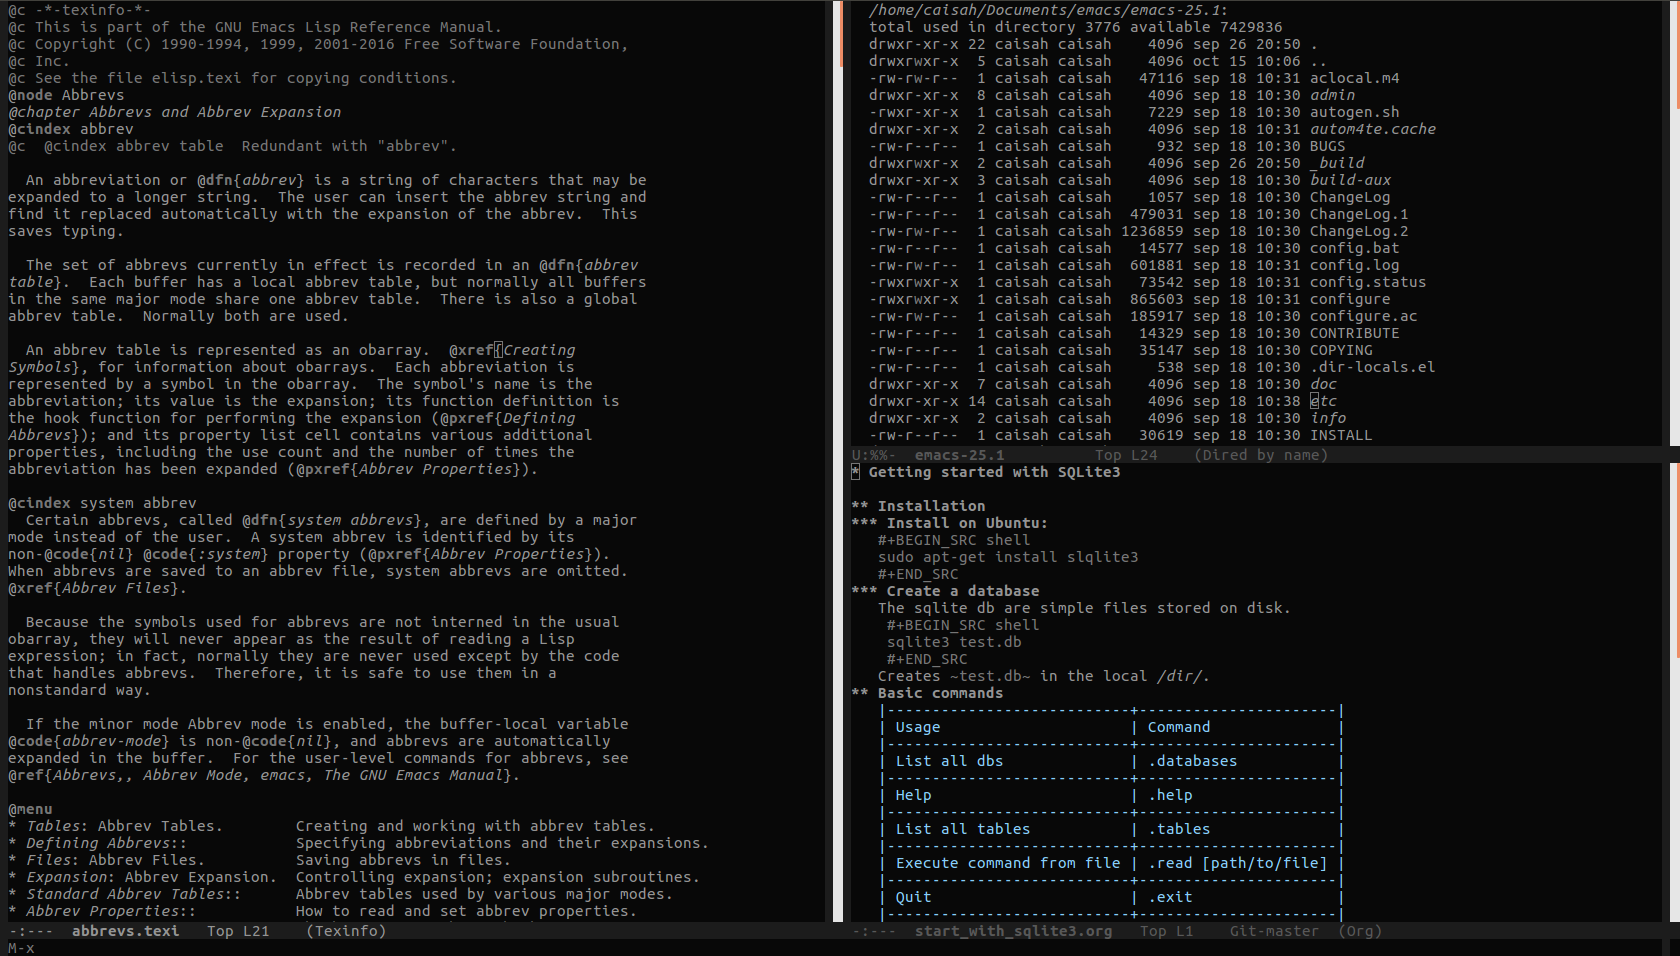 @c -*-texinfo-*-
@c This is part of the GNU Emacs Lisp Reference Manual.
@c Copyright (C) 1990-1994, 1999, 2001-2016 Free Software Foundation,
@c Inc.
@c See the file elisp.texi for copying conditions.
@node Abbrevs
@chapter Abbrevs and Abbrev Expansion
@cindex abbrev
@c  @cindex abbrev table  Redundant with "abbrev".
  An abbreviation or @dfn{abbrev} is a string of characters that may be
expanded to a longer string.  The user can insert the abbrev string and
find it replaced automatically with the expansion of the abbrev.  This
saves typing.
  The set of abbrevs currently in effect is recorded in an @dfn{abbrev
table}.  Each buffer has a local abbrev table, but normally all buffers
in the same major mode share one abbrev table.  There is also a global
abbrev table.  Normally both are used.
  An abbrev table is represented as an obarray.  @xref{Creating
Symbols}, for information about obarrays.  Each abbreviation is
represented by a symbol in the obarray.  The symbol's name is the
abbreviation; its value is the expansion; its function definition is
the hook function for performing the expansion (@pxref{Defining
Abbrevs}); and its property list cell contains various additional
properties, including the use count and the number of times the
abbreviation has been expanded (@pxref{Abbrev Properties}).
@cindex system abbrev
  Certain abbrevs, called @dfn{system abbrevs}, are defined by a major
mode instead of the user.  A system abbrev is identified by its
non-@code{nil} @code{:system} property (@pxref{Abbrev Properties}).
When abbrevs are saved to an abbrev file, system abbrevs are omitted.
@xref{Abbrev Files}.
  Because the symbols used for abbrevs are not interned in the usual
obarray, they will never appear as the result of reading a Lisp
expression; in fact, normally they are never used except by the code
that handles abbrevs.  Therefore, it is safe to use them in a
nonstandard way.
  If the minor mode Abbrev mode is enabled, the buffer-local variable
@code{abbrev-mode} is non-@code{nil}, and abbrevs are automatically
expanded in the buffer.  For the user-level commands for abbrevs, see
@ref{Abbrevs,, Abbrev Mode, emacs, The GNU Emacs Manual}.
@menu
* Tables: Abbrev Tables.        Creating and working with abbrev tables.
* Defining Abbrevs::            Specifying abbreviations and their expansions.
* Files: Abbrev Files.          Saving abbrevs in files.
* Expansion: Abbrev Expansion.  Controlling expansion; expansion subroutines.
* Standard Abbrev Tables::      Abbrev tables used by various major modes.
* Abbrev Properties::           How to read and set abbrev properties.
-:---  abbrevs.texi   Top L21    (Texinfo)
M-x
/home/caisah/Documents/emacs/emacs-25.1:
total used in directory 3776 available 7429836
drwxr-xr-x 22 caisah caisah    4096 sep 26 20:50 .
drwxrwxr-x  5 caisah caisah    4096 oct 15 10:06 ..
-rw-rw-r--  1 caisah caisah   47116 sep 18 10:31 aclocal.m4
drwxr-xr-x  8 caisah caisah    4096 sep 18 10:30 admin
-rwxr-xr-x  1 caisah caisah    7229 sep 18 10:30 autogen.sh
drwxr-xr-x  2 caisah caisah    4096 sep 18 10:31 autom4te.cache
-rw-rw-r--  1 caisah caisah     932 sep 18 10:30 BUGS
drwxrwxr-x  2 caisah caisah    4096 sep 26 20:50 _build
drwxr-xr-x  3 caisah caisah    4096 sep 18 10:30 build-aux
-rw-rw-r--  1 caisah caisah    1057 sep 18 10:30 ChangeLog
-rw-r--r--  1 caisah caisah  479031 sep 18 10:30 ChangeLog.1
-rw-rw-r--  1 caisah caisah 1236859 sep 18 10:30 ChangeLog.2
-rw-r--r--  1 caisah caisah   14577 sep 18 10:30 config.bat
-rw-rw-r--  1 caisah caisah  601881 sep 18 10:31 config.log
-rwxrwxr-x  1 caisah caisah   73542 sep 18 10:31 config.status
-rwxrwxr-x  1 caisah caisah  865603 sep 18 10:31 configure
-rw-rw-r--  1 caisah caisah  185917 sep 18 10:30 configure.ac
-rw-rw-r--  1 caisah caisah   14329 sep 18 10:30 CONTRIBUTE
-rw-r--r--  1 caisah caisah   35147 sep 18 10:30 COPYING
-rw-r--r--  1 caisah caisah     538 sep 18 10:30 .dir-locals.el
drwxr-xr-x  7 caisah caisah    4096 sep 18 10:30 doc
drwxr-xr-x 14 caisah caisah    4096 sep 18 10:38 etc
drwxr-xr-x  2 caisah caisah    4096 sep 18 10:30 info
-rw-r--r--  1 caisah caisah   30619 sep 18 10:30 INSTALL
U:%%-  emacs-25.1          Top L24    (Dired by name)
* Getting started with SQLite3
** Installation
*** Install on Ubuntu:
   #+BEGIN_SRC shell
   sudo apt-get install slqlite3
   #+END_SRC
*** Create a database
   The sqlite db are simple files stored on disk.
    #+BEGIN_SRC shell
    sqlite3 test.db
    #+END_SRC
   Creates ~test.db~ in the local /dir/.
** Basic commands
   |---------------------------+----------------------|
   | Usage                     | Command              |
   |---------------------------+----------------------|
   | List all dbs              | .databases           |
   |---------------------------+----------------------|
   | Help                      | .help                |
   |---------------------------+----------------------|
   | List all tables           | .tables              |
   |---------------------------+----------------------|
   | Execute command from file | .read [path/to/file] |
   |---------------------------+----------------------|
   | Quit                      | .exit                |
   |---------------------------+----------------------|
-:---  start_with_sqlite3.org   Top L1    Git-master  (Org)